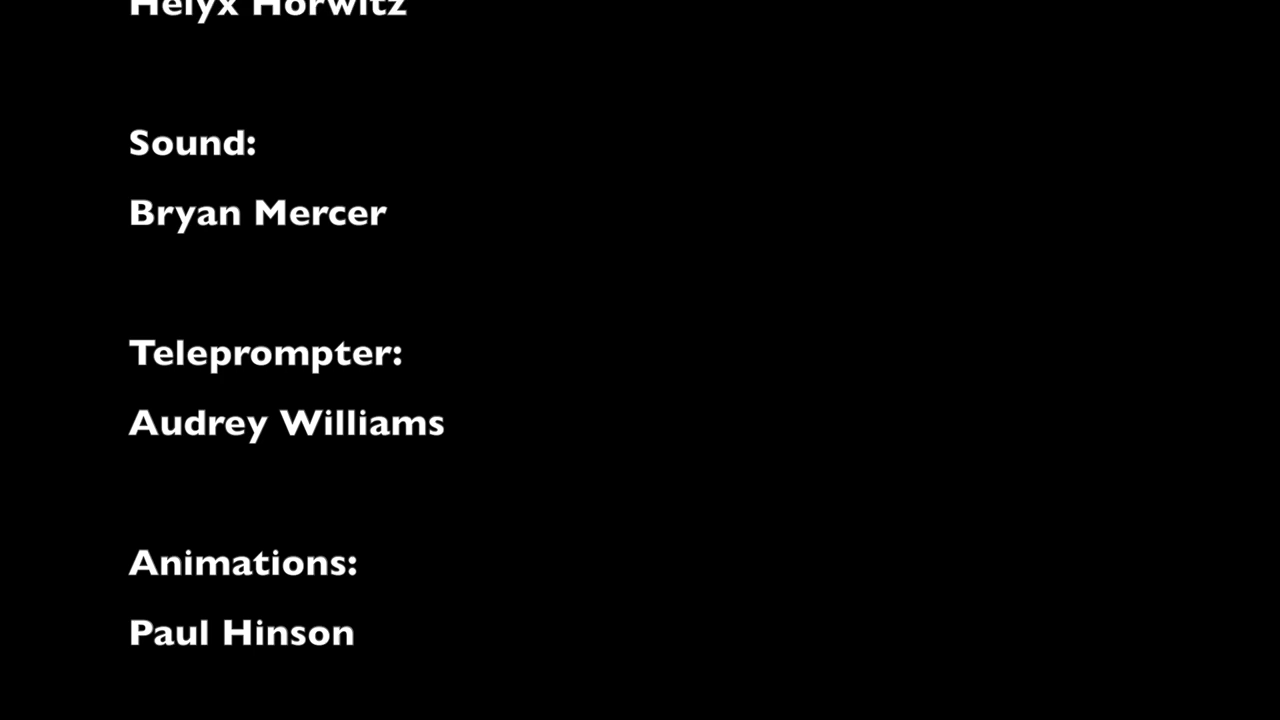 Helyx Horwitz
Sound:
Bryan Mercer
Teleprompter:
Audrey Williams
Animations:
Paul Hinson